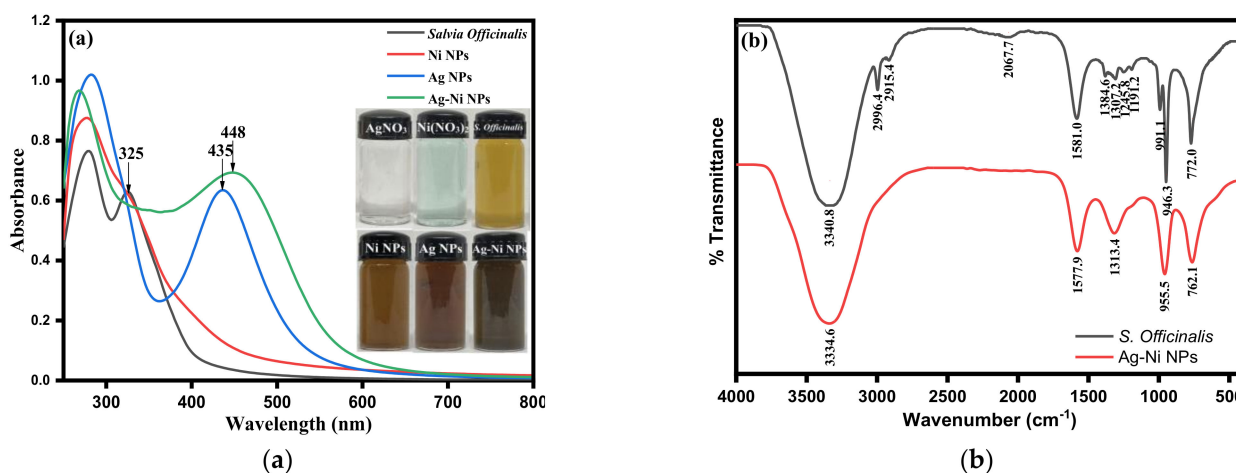 (a)
Salvia Officinalis
Ni NPs
Ag NPs
Ag-Ni NPs
1.2
1.0
0.8
0.6
0.4
0.2
0.0
Absorbance
325
435
448
AgNO₃
Ni(NO₃)₂
S. Officinalis
Ni NPs
Ag NPs
Ag-Ni NPs
300
400
500
600
700
800
Wavelength (nm)
(a)
(b)
% Transmittance
3340.8
2996.4
2915.4
2067.7
1581.0
1384.6
1307.2
1245.8
1191.2
991.1
946.3
772.0
3334.6
1577.9
1313.4
955.5
762.1
S. Officinalis
Ag-Ni NPs
4000
3500
3000
2500
2000
1500
1000
Wavenumber (cm⁻¹)
(b)